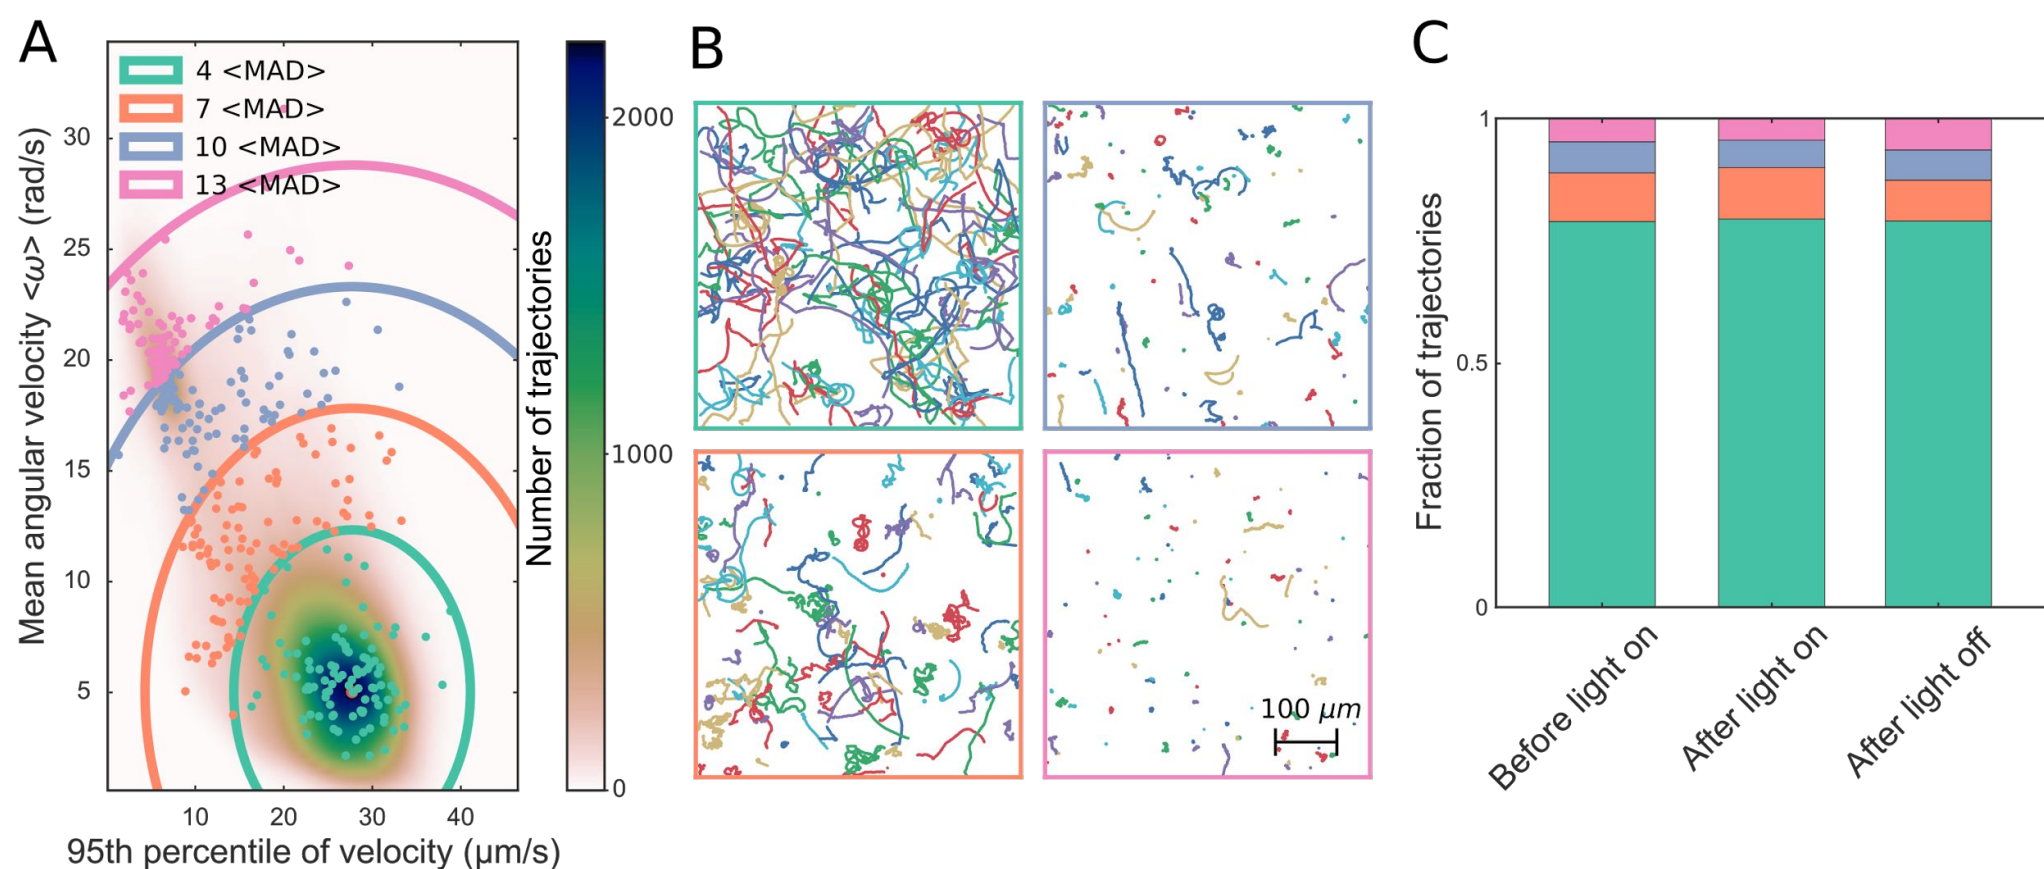 A
4 <MAD>
7 <MAD>
10 <MAD>
13 <MAD>
30
25
20
15
10
5
Mean angular velocity <ω> (rad/s)
10 20 30 40
95th percentile of velocity (μm/s)
2000
1000
0
Number of trajectories
B
100 μm
C
1
0.5
0
Fraction of trajectories
Before light on
After light on
After light off